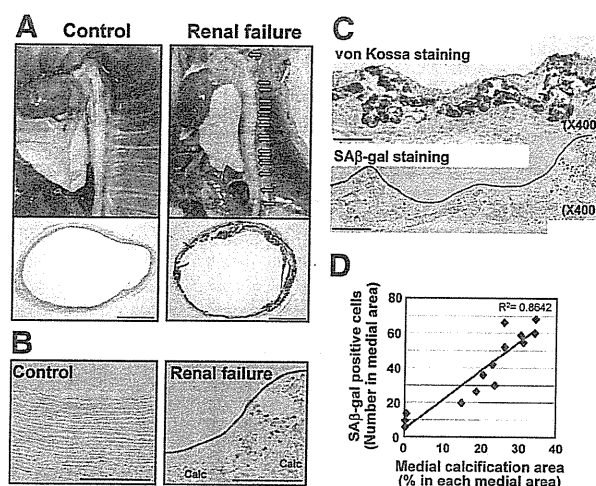 A
Control
Renal failure
B
Control
Renal failure
Calc
Calc
C
von Kossa staining
(X400
SAβ-gal staining
(X400
D
R²= 0.8642
SAβ-gal positive cells
(Number in medial area)
80
60
40
20
0
0 10 20 30 40
Medial calcification area
(% in each medial area)